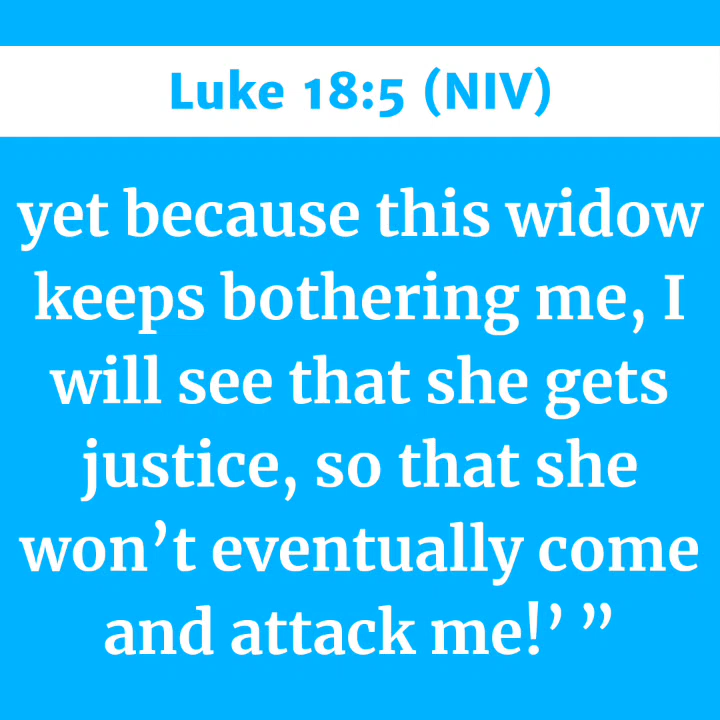 Luke 18:5 (NIV)
yet because this widow
keeps bothering me, I
will see that she gets
justice, so that she
won’t eventually come
and attack me!’ ”